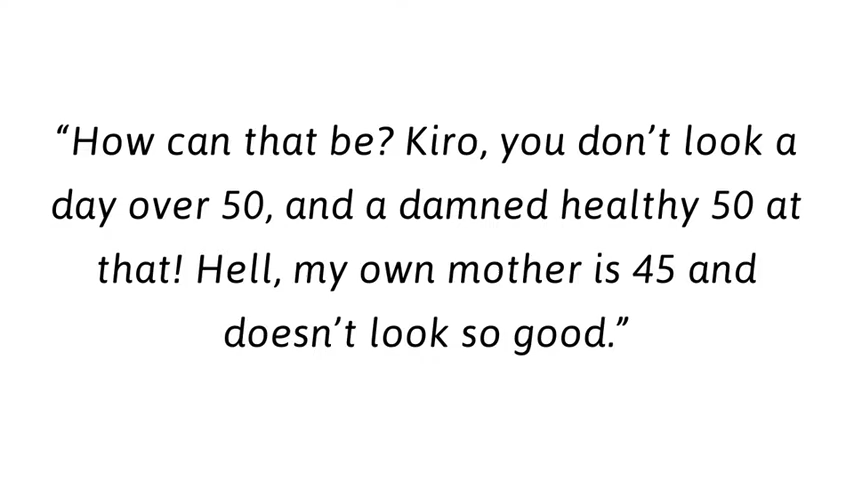 “How can that be? Kiro, you don’t look a
day over 50, and a damned healthy 50 at
that! Hell, my own mother is 45 and
doesn’t look so good.”